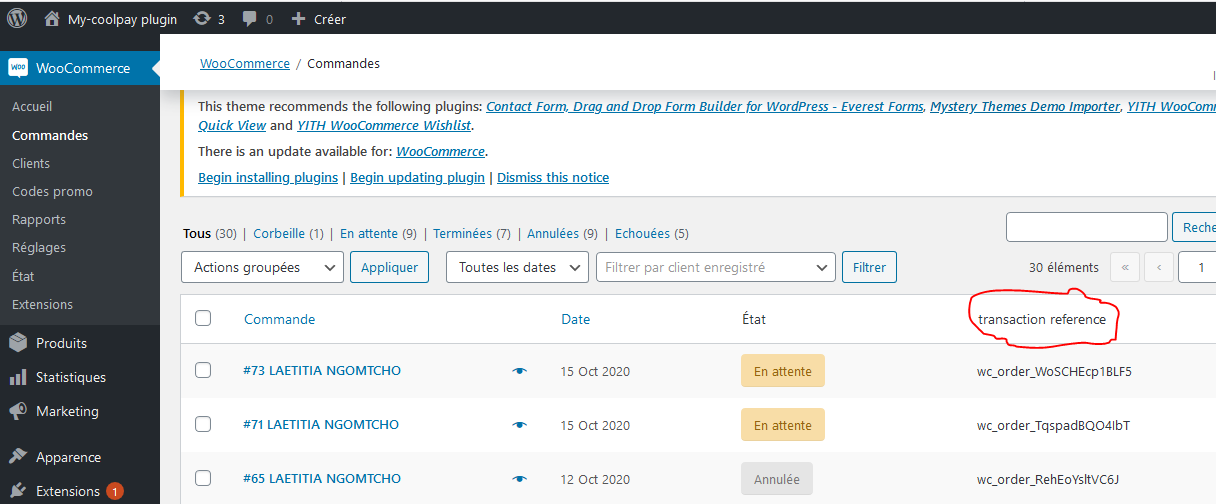 My-coolpay plugin 3 0 Créer
WooCommerce
WooCommerce / Commandes
Accueil
Commandes
Clients
Codes promo
Rapports
Réglages
État
Extensions
Produits
Statistiques
Marketing
Apparence
Extensions 1
This theme recommends the following plugins: Contact Form, Drag and Drop Form Builder for WordPress - Everest Forms, Mystery Themes Demo Importer, YITH WooComm
Quick View and YITH WooCommerce Wishlist.
There is an update available for: WooCommerce.
Begin installing plugins | Begin updating plugin | Dismiss this notice
Tous (30) | Corbeille (1) | En attente (9) | Terminées (7) | Annulées (9) | Echouées (5)
Reche
Actions groupées Appliquer Toutes les dates Filtrer par client enregistré Filtrer 30 éléments « ‹ 1
Commande Date État transaction reference
#73 LAETITIA NGOMTCHO 15 Oct 2020 En attente wc_order_WoSCHEcp1BLF5
#71 LAETITIA NGOMTCHO 15 Oct 2020 En attente wc_order_TqspadBQO4IbT
#65 LAETITIA NGOMTCHO 12 Oct 2020 Annulée wc_order_RehEoYsltVC6J